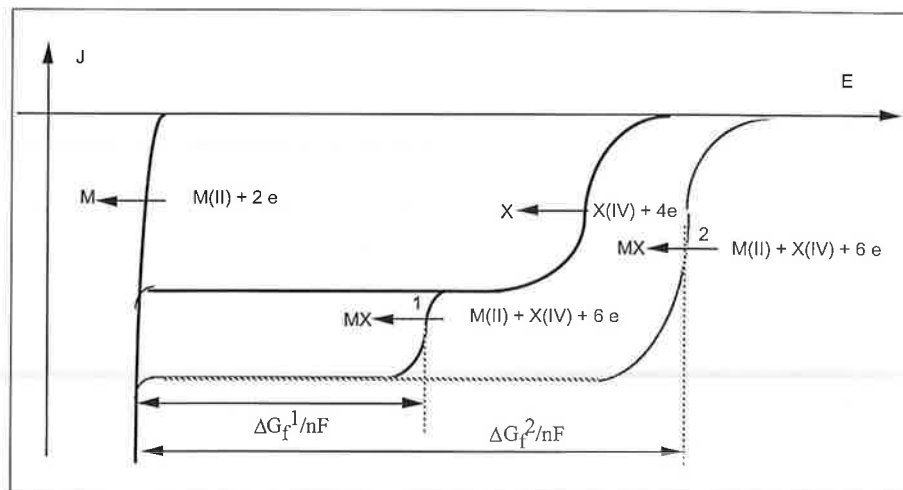 J
E
M
M(II) + 2 e
X
X(IV) + 4e
MX
2
M(II) + X(IV) + 6 e
MX
1
M(II) + X(IV) + 6 e
ΔGf¹/nF
ΔGf²/nF